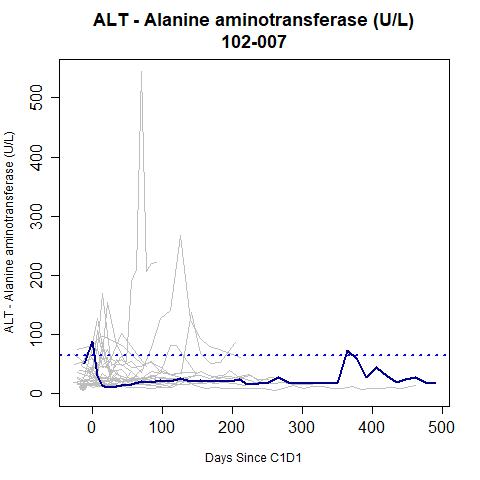 ALT - Alanine aminotransferase (U/L)
102-007
ALT - Alanine aminotransferase (U/L)
500
400
300
200
100
0
0 100 200 300 400 500
Days Since C1D1